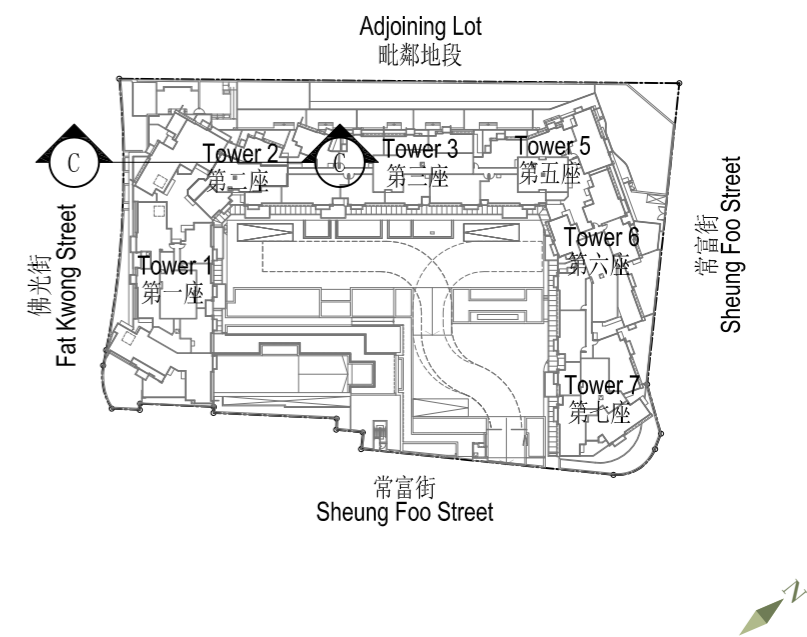 Adjoining Lot
毗鄰地段
C
C
Tower 2
第二座
Tower 3
第三座
Tower 5
第五座
佛光街
Fat Kwong Street
Tower 1
第一座
Tower 6
第六座
常富街
Sheung Foo Street
Tower 7
第七座
常富街
Sheung Foo Street
N